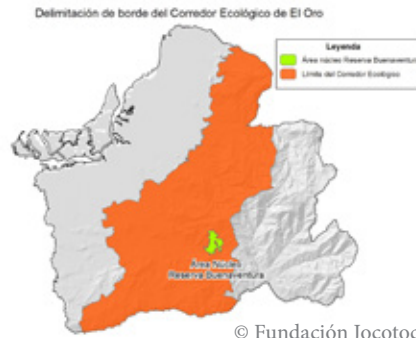 Delimitación de borde del Corredor Ecológico de El Oro
Leyenda
Área núcleo Reserva Buenaventura
Límite del Corredor Ecológico
Área Núcleo
Reserva Buenaventura
© Fundación Jocotoco